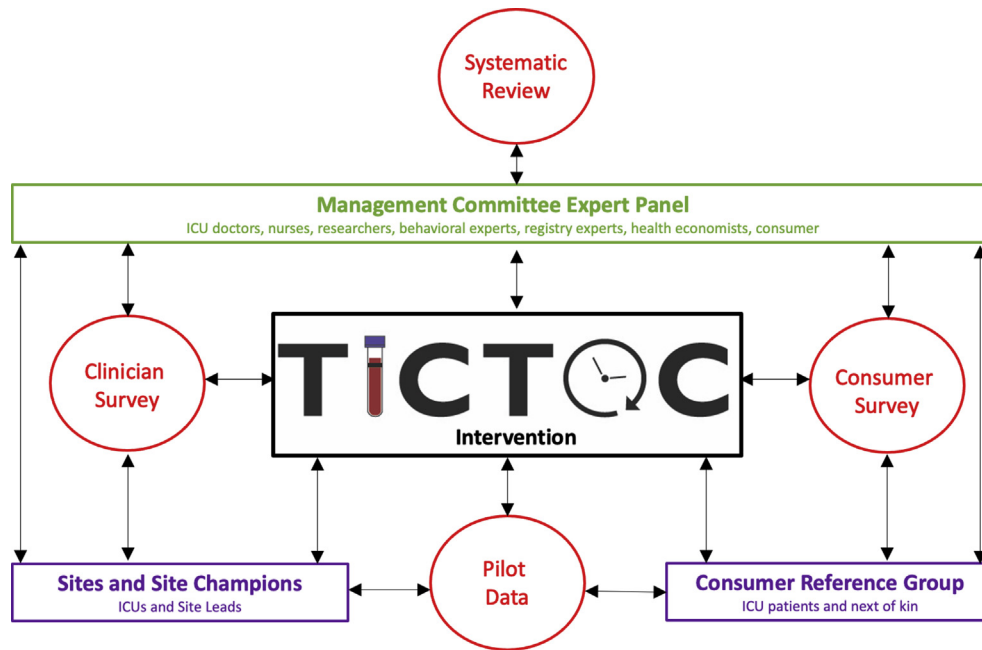 Systematic
Review
Management Committee Expert Panel
ICU doctors, nurses, researchers, behavioral experts, registry experts, health economists, consumer
Clinician
Survey
TiCTOC
Intervention
Consumer
Survey
Sites and Site Champions
ICUs and Site Leads
Pilot
Data
Consumer Reference Group
ICU patients and next of kin